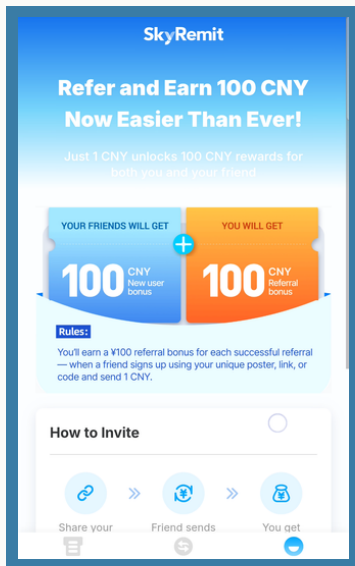 SkyRemit
Refer and Earn 100 CNY
Now Easier Than Ever!
Just 1 CNY unlocks 100 CNY rewards for
both you and your friend
YOUR FRIENDS WILL GET
100 CNY New user bonus
YOU WILL GET
100 CNY Referral bonus
Rules:
You'll earn a ¥100 referral bonus for each successful referral
— when a friend signs up using your unique poster, link, or
code and send 1 CNY.
How to Invite
Share your
Friend sends
You get